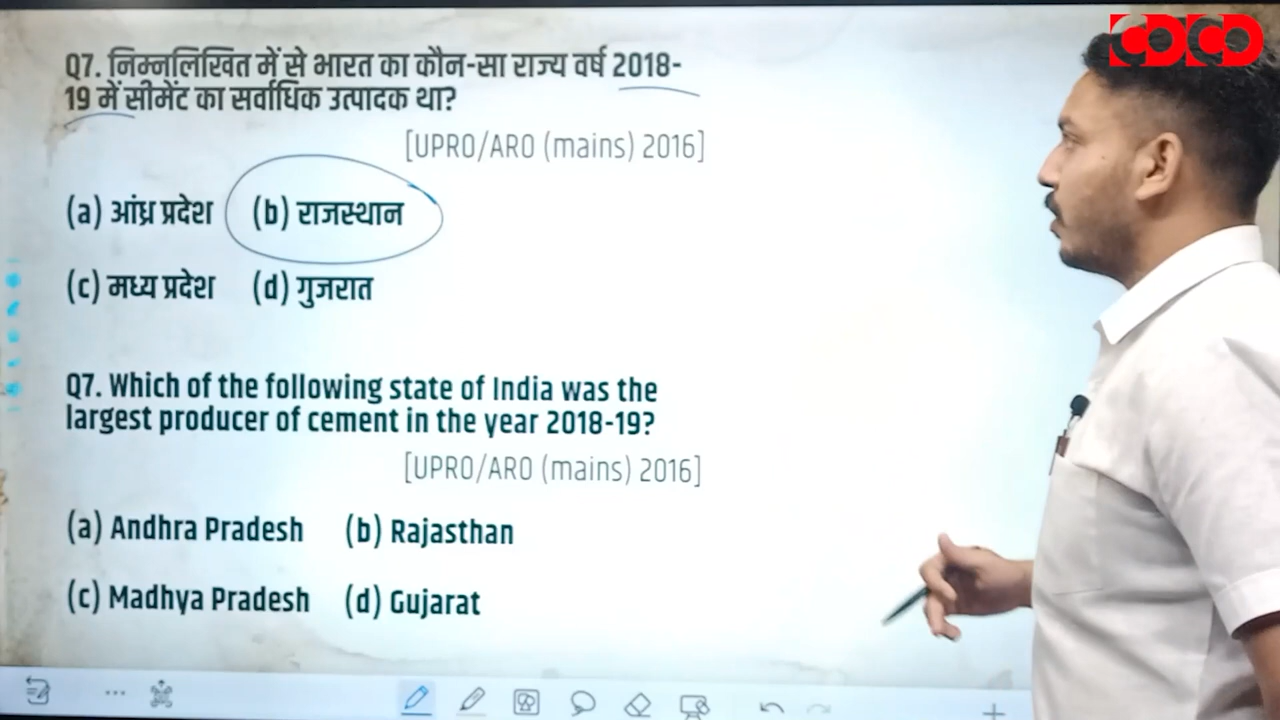 Q7. निम्नलिखित में से भारत का कौन-सा राज्य वर्ष 2018-
19 में सीमेंट का सर्वाधिक उत्पादक था?
[UPRO/ARO (mains) 2016]
(a) आंध्र प्रदेश (b) राजस्थान
(c) मध्य प्रदेश (d) गुजरात
Q7. Which of the following state of India was the
largest producer of cement in the year 2018-19?
[UPRO/ARO (mains) 2016]
(a) Andhra Pradesh (b) Rajasthan
(c) Madhya Pradesh (d) Gujarat